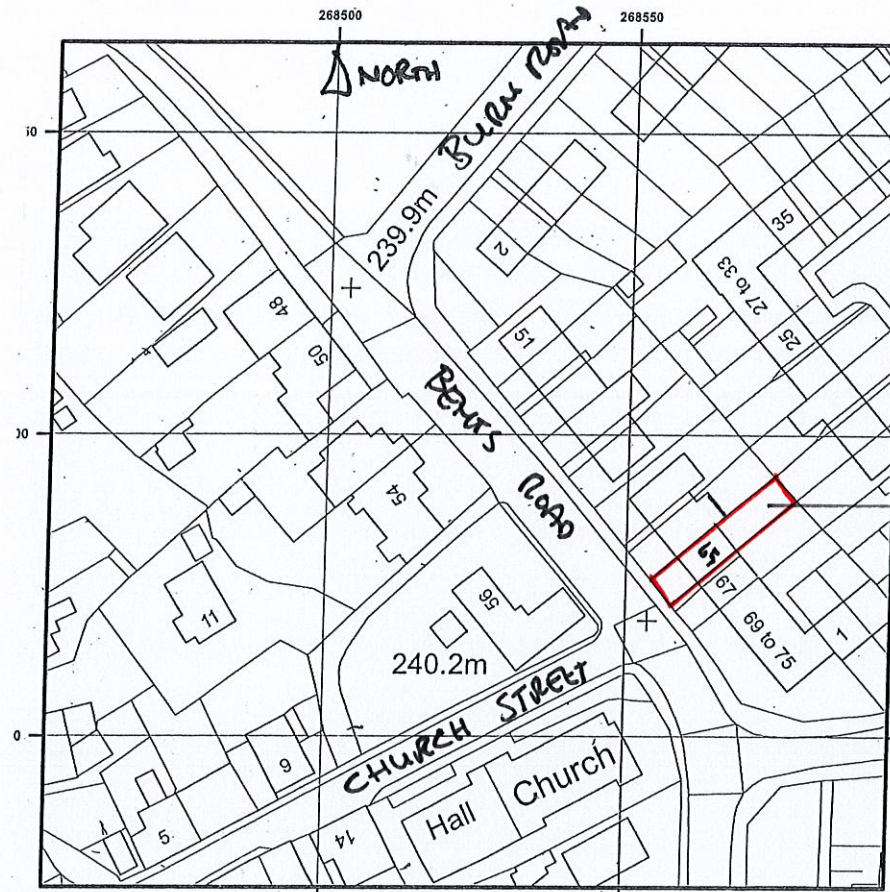 268500
268550
NORTH
BURN ROAD
239.9m
2
35
27 to 33
25
48
50
51
BENTS
ROAD
54
65
67
69 to 75
1
56
11
240.2m
CHURCH STREET
9
5
14
Hall
Church